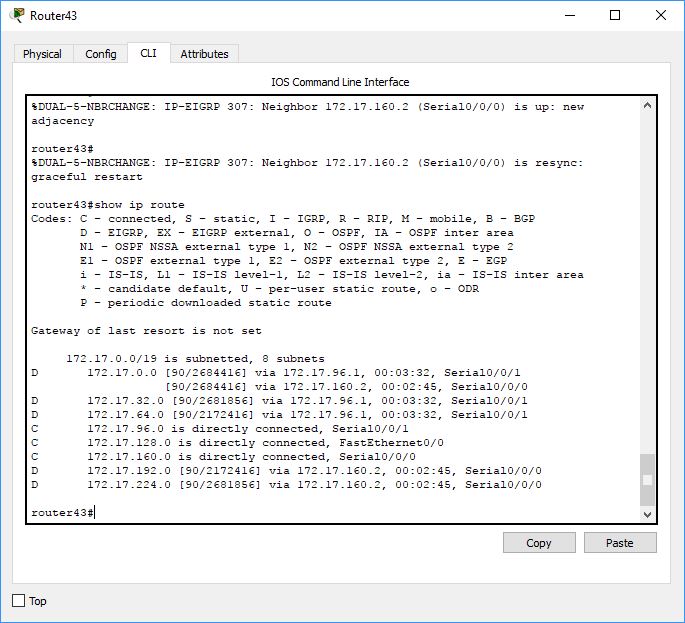 Router43
Physical Config CLI Attributes
IOS Command Line Interface
%DUAL-5-NBRCHANGE: IP-EIGRP 307: Neighbor 172.17.160.2 (Serial0/0/0) is up: new
adjacency
router43#
%DUAL-5-NBRCHANGE: IP-EIGRP 307: Neighbor 172.17.160.2 (Serial0/0/0) is resync:
graceful restart
router43#show ip route
Codes: C - connected, S - static, I - IGRP, R - RIP, M - mobile, B - BGP
D - EIGRP, EX - EIGRP external, O - OSPF, IA - OSPF inter area
N1 - OSPF NSSA external type 1, N2 - OSPF NSSA external type 2
E1 - OSPF external type 1, E2 - OSPF external type 2, E - EGP
i - IS-IS, L1 - IS-IS level-1, L2 - IS-IS level-2, ia - IS-IS inter area
* - candidate default, U - per-user static route, o - ODR
P - periodic downloaded static route
Gateway of last resort is not set
172.17.0.0/19 is subnetted, 8 subnets
D 172.17.0.0 [90/2684416] via 172.17.96.1, 00:03:32, Serial0/0/1
[90/2684416] via 172.17.160.2, 00:02:45, Serial0/0/0
D 172.17.32.0 [90/2681856] via 172.17.96.1, 00:03:32, Serial0/0/1
D 172.17.64.0 [90/2172416] via 172.17.96.1, 00:03:32, Serial0/0/1
C 172.17.96.0 is directly connected, Serial0/0/1
C 172.17.128.0 is directly connected, FastEthernet0/0
C 172.17.160.0 is directly connected, Serial0/0/0
D 172.17.192.0 [90/2172416] via 172.17.160.2, 00:02:45, Serial0/0/0
D 172.17.224.0 [90/2681856] via 172.17.160.2, 00:02:45, Serial0/0/0
router43#
Copy Paste
Top